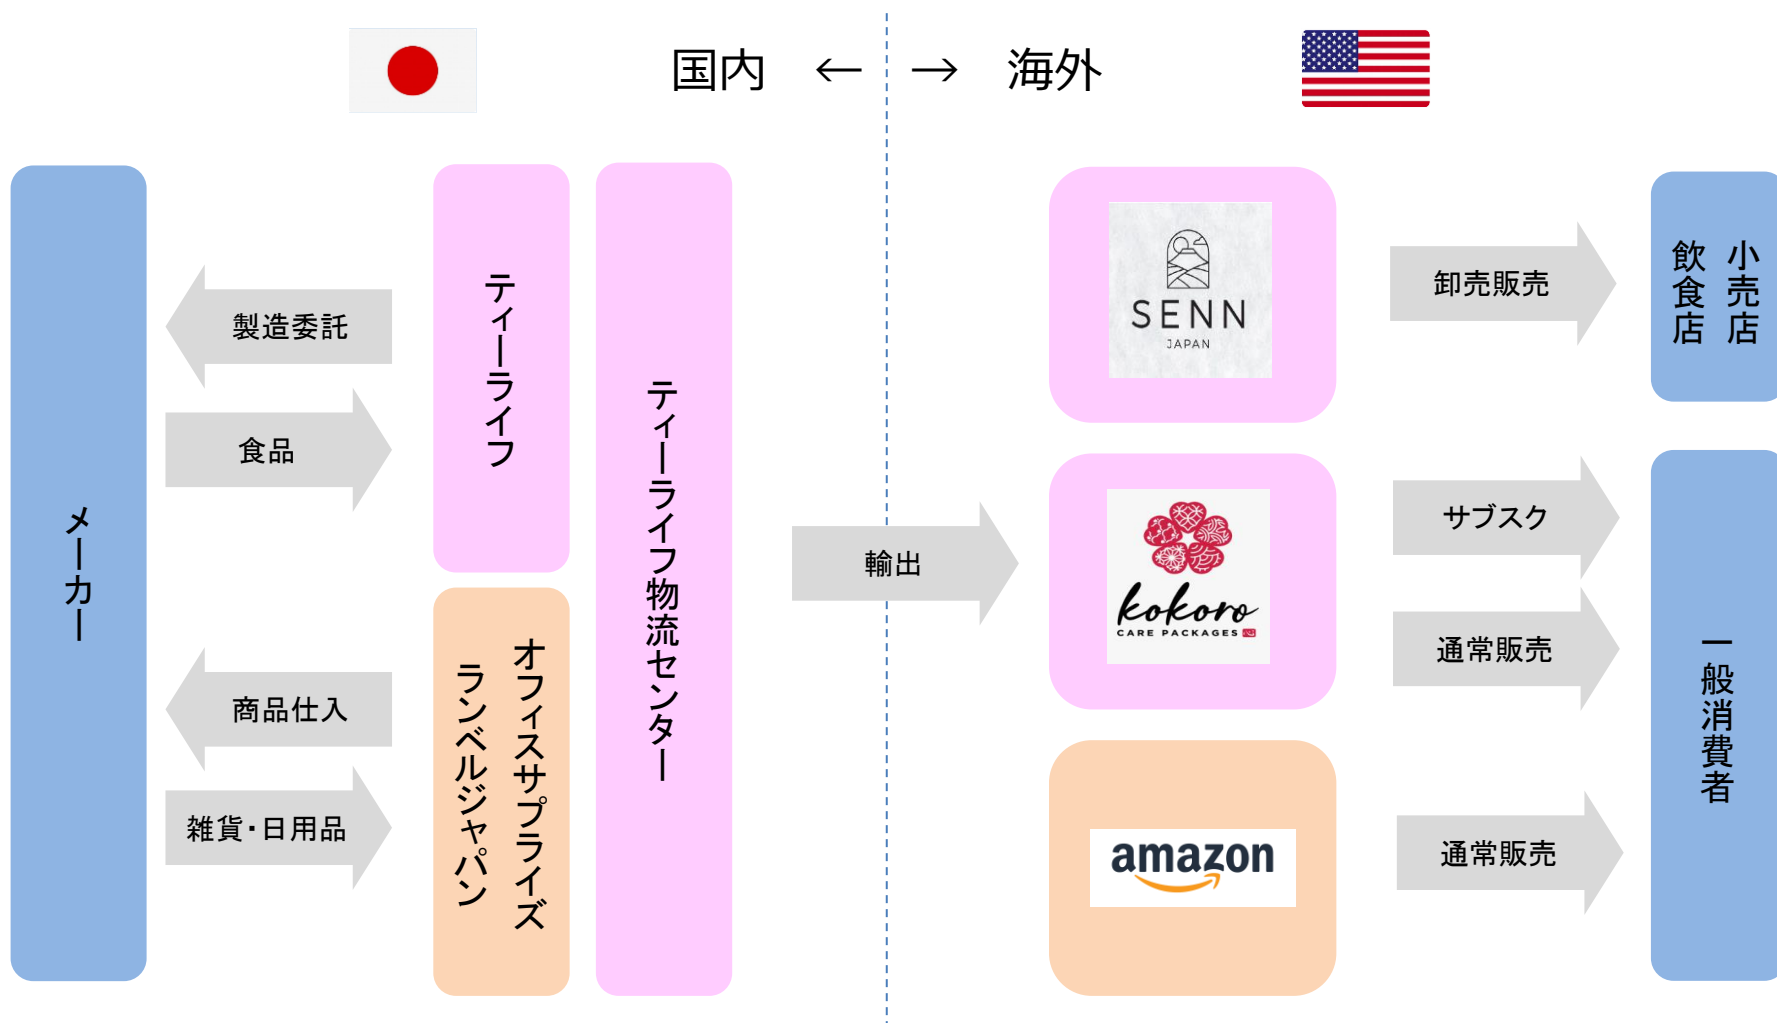 国内 ← → 海外
メーカー
製造委託
食品
商品仕入
雑貨・日用品
ティーライフ
オフィスサプライズ
ランベルジャパン
ティーライフ物流センター
輸出
SENN
JAPAN
kokoro
CARE PACKAGES
amazon
卸売販売
サブスク
通常販売
通常販売
小売店
飲食店
一般消費者